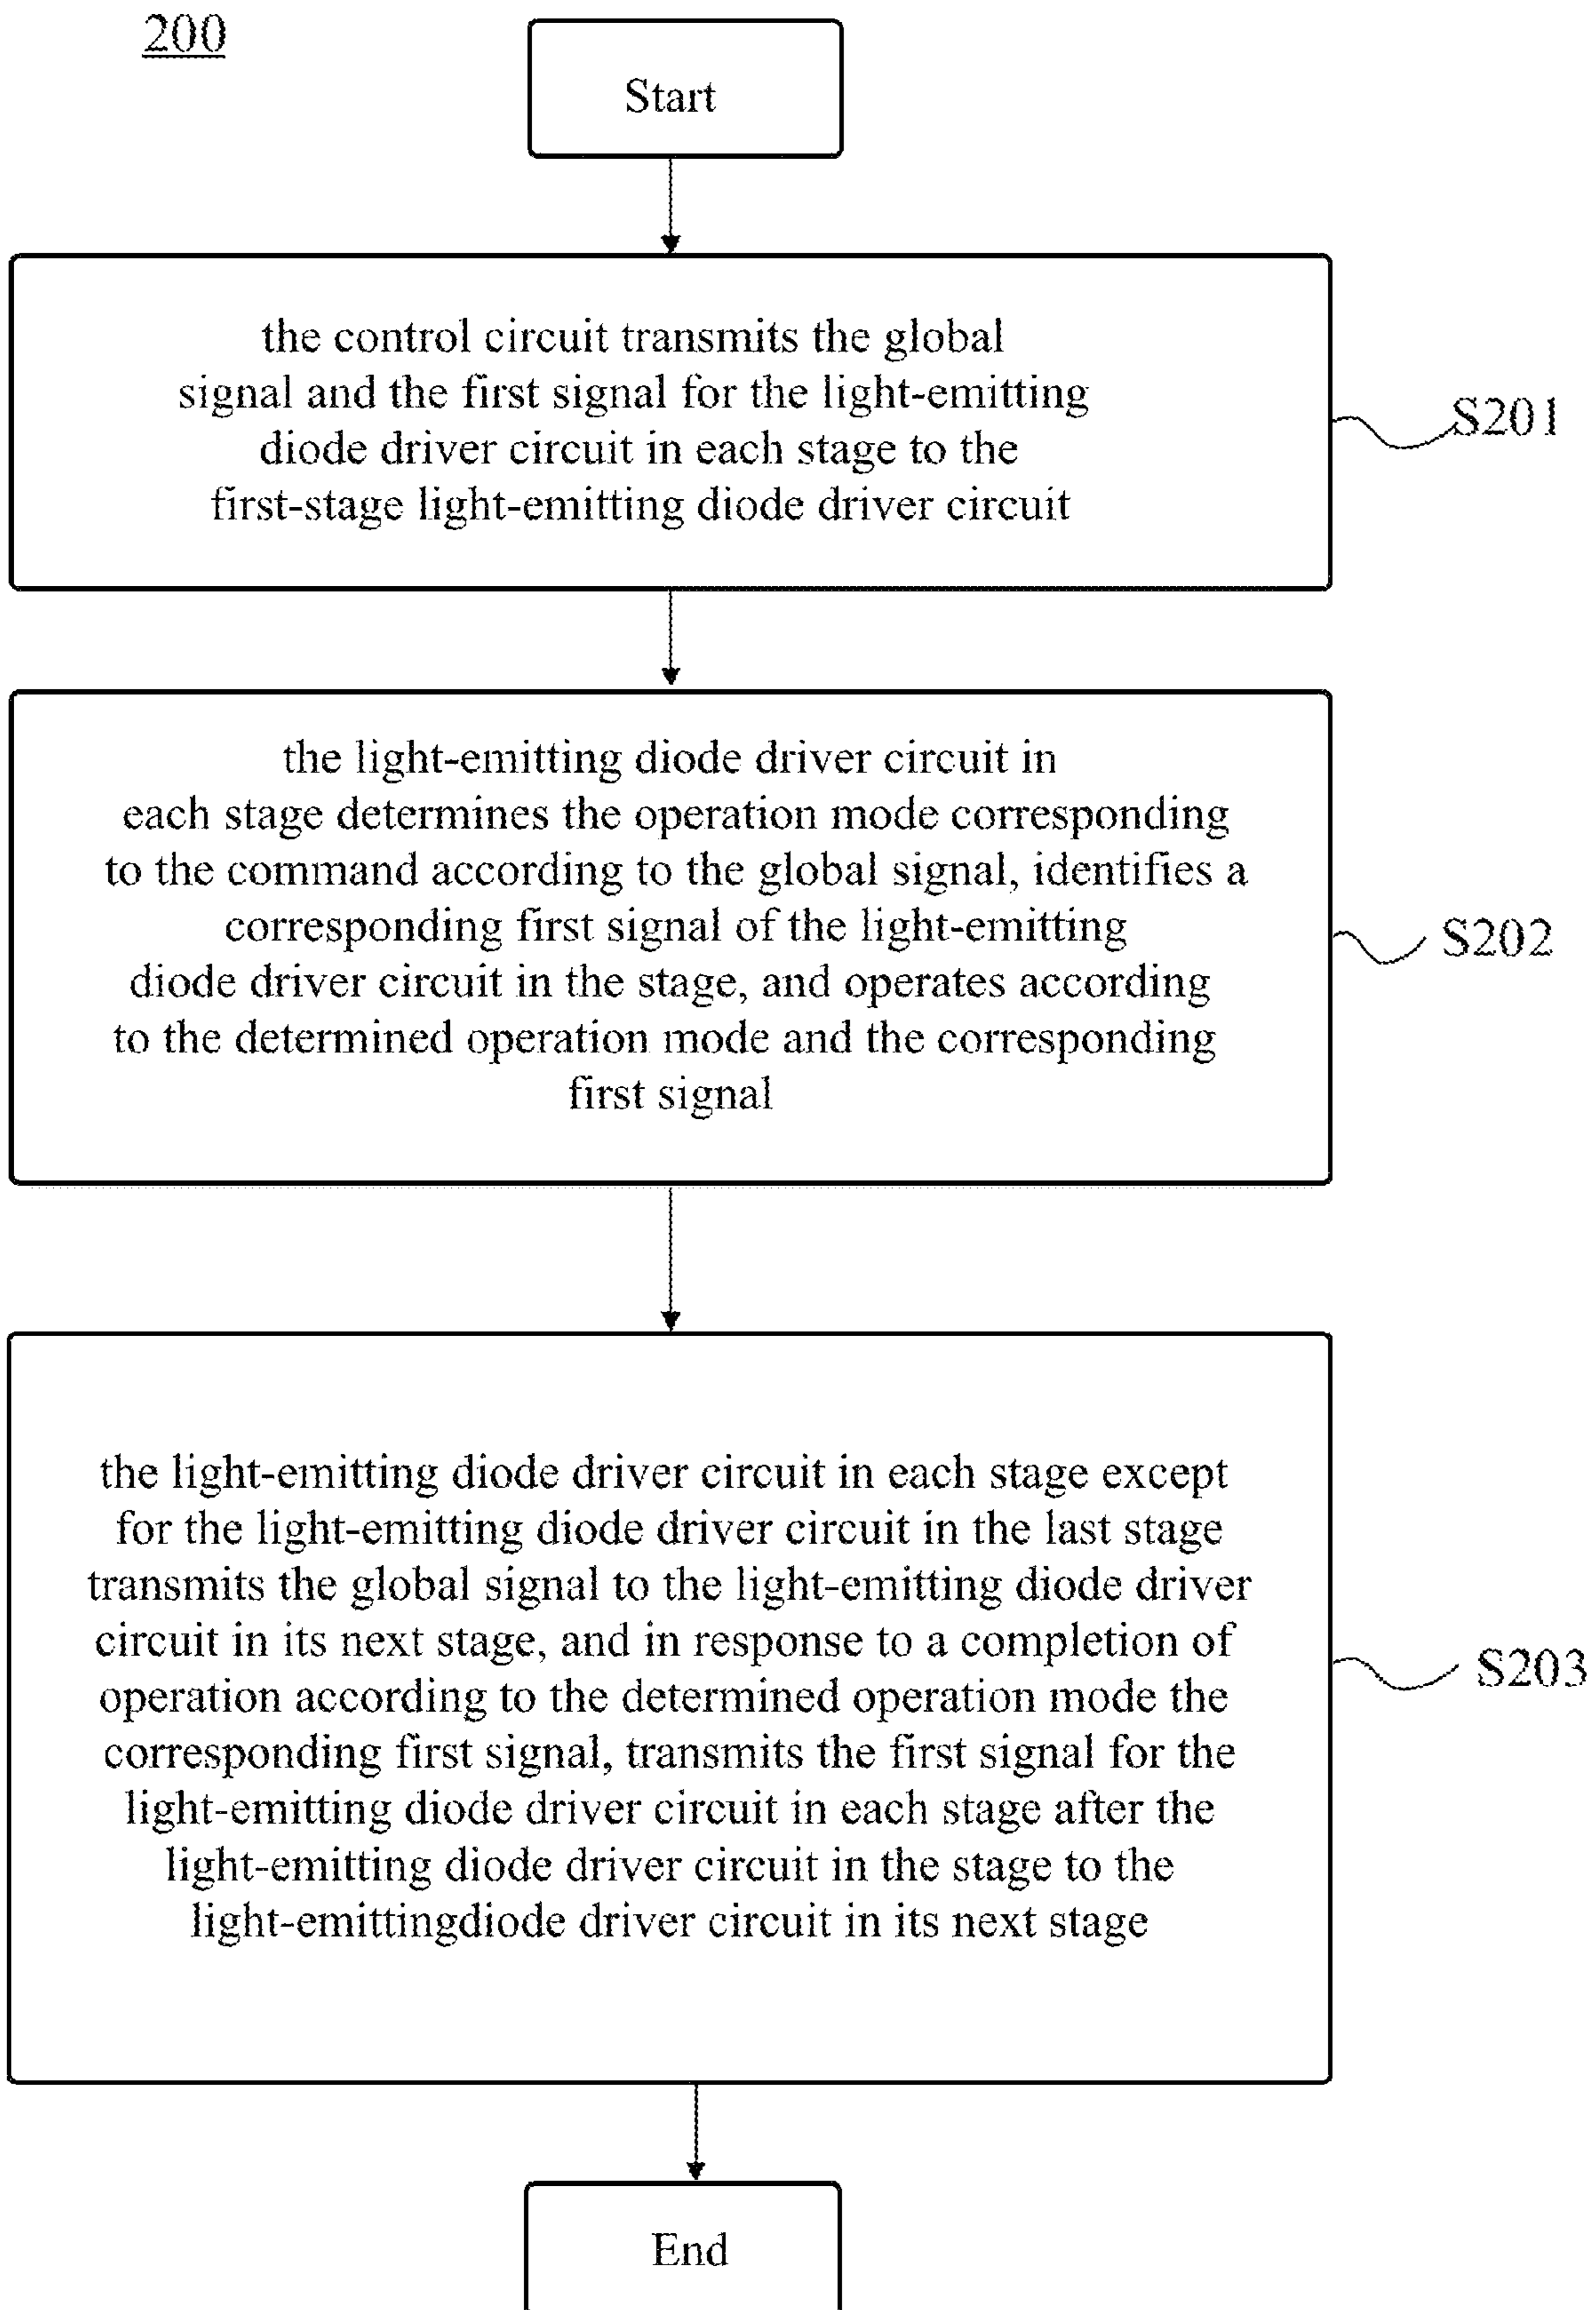 200
Start
the control circuit transmits the global
signal and the first signal for the light-emitting
diode driver circuit in each stage to the
first-stage light-emitting diode driver circuit
S201
the light-emitting diode driver circuit in
each stage determines the operation mode corresponding
to the command according to the global signal, identifies a
corresponding first signal of the light-emitting
diode driver circuit in the stage, and operates according
to the determined operation mode and the corresponding
first signal
S202
the light-emitting diode driver circuit in each stage except
for the light-emitting diode driver circuit in the last stage
transmits the global signal to the light-emitting diode driver
circuit in its next stage, and in response to a completion of
operation according to the determined operation mode the
corresponding first signal, transmits the first signal for the
light-emitting diode driver circuit in each stage after the
light-emitting diode driver circuit in the stage to the
light-emittingdiode driver circuit in its next stage
S203
End